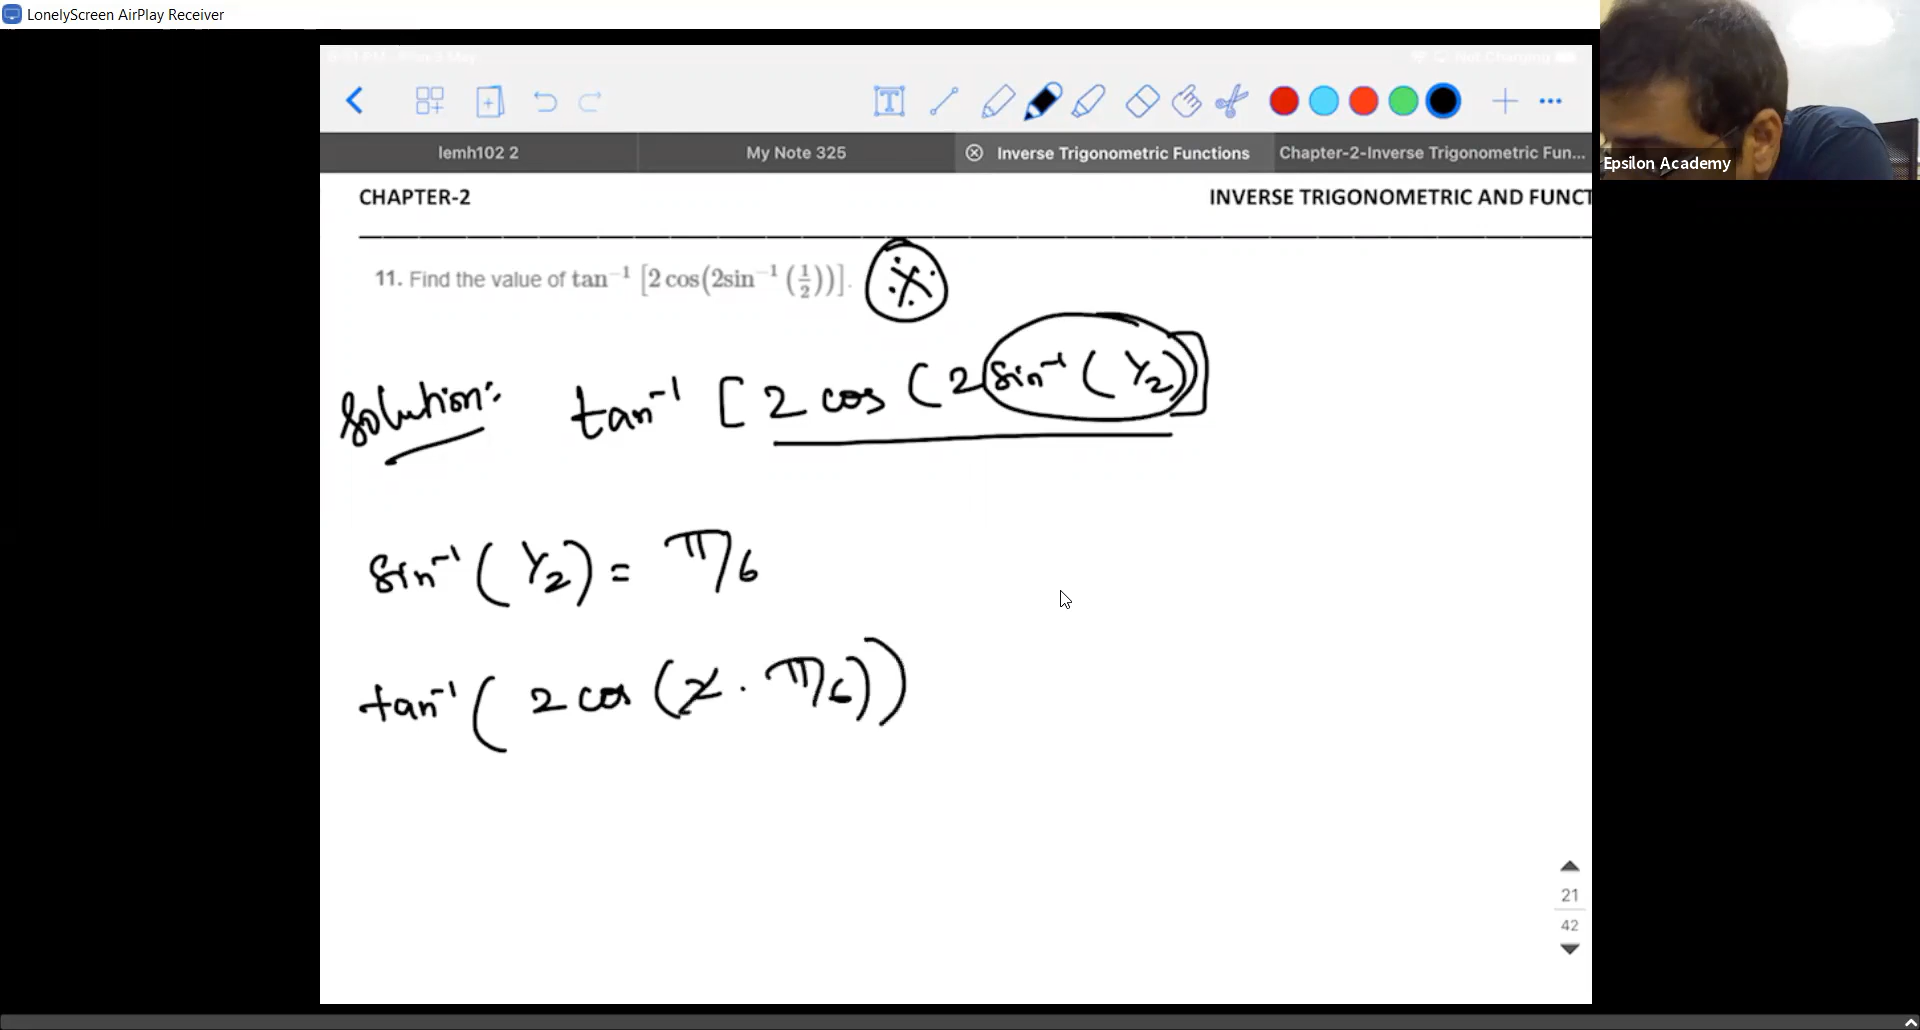 LonelyScreen AirPlay Receiver
T
lemh102 2
My Note 325
Inverse Trigonometric Functions
Chapter-2-Inverse Trigonometric Fun...
Epsilon Academy
CHAPTER-2
INVERSE TRIGONOMETRIC AND FUNCT
11. Find the value of tan⁻¹ [2 cos(2sin⁻¹ (1/2))].
Solution: tan⁻¹ [2 cos (2 sin⁻¹ (1/2))]
sin⁻¹ (1/2) = π/6
tan⁻¹ (2 cos (2 · π/6))
21
42